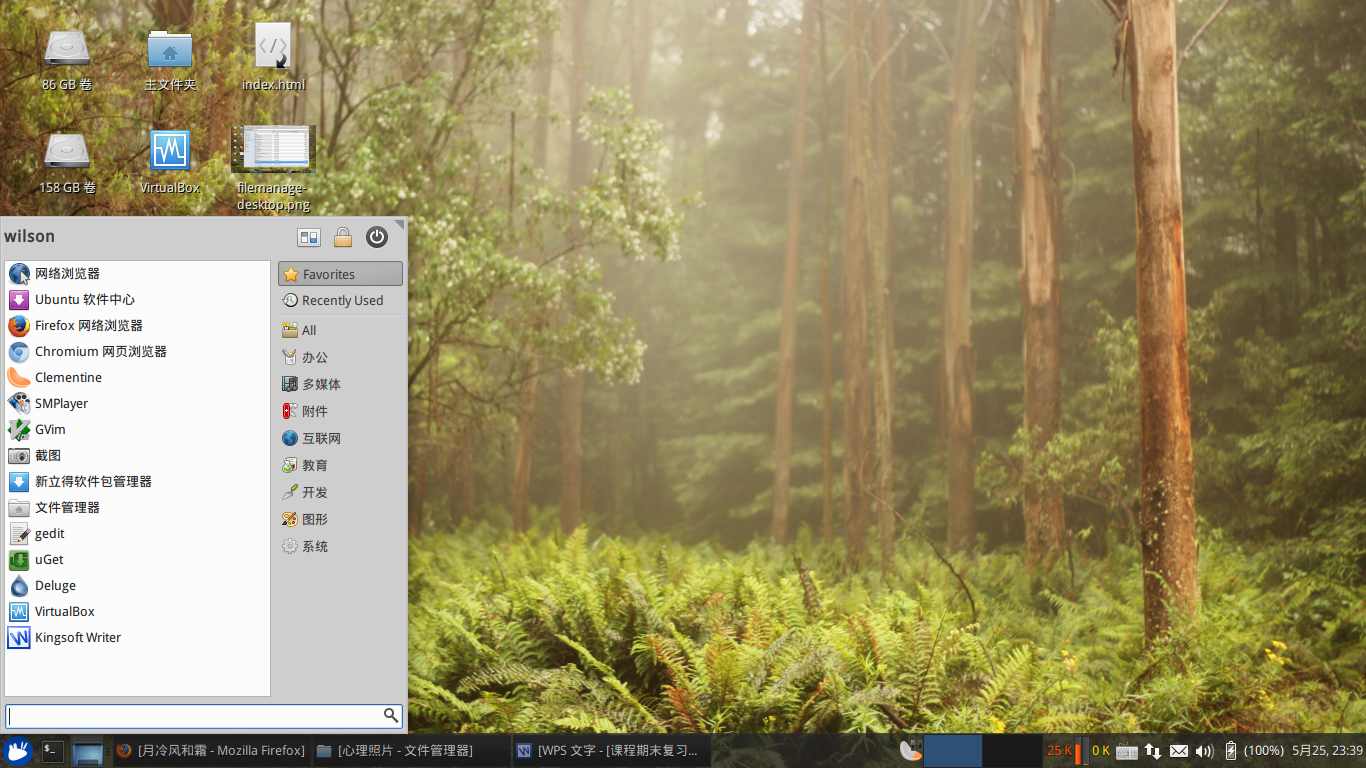 86 GB 卷
主文件夹
index.html
158 GB 卷
VirtualBox
filemanage-
desktop.png
wilson
网络浏览器
Ubuntu 软件中心
Firefox 网络浏览器
Chromium 网页浏览器
Clementine
SMPlayer
GVim
截图
新立得软件包管理器
文件管理器
gedit
uGet
Deluge
VirtualBox
Kingsoft Writer
Favorites
Recently Used
All
办公
多媒体
附件
互联网
教育
开发
图形
系统
[月冷风和霜 - Mozilla Firefox]
[心理照片 - 文件管理器]
[WPS 文字 - [课程期末复习...
25 K
0 K
(100%)
5月25, 23:39